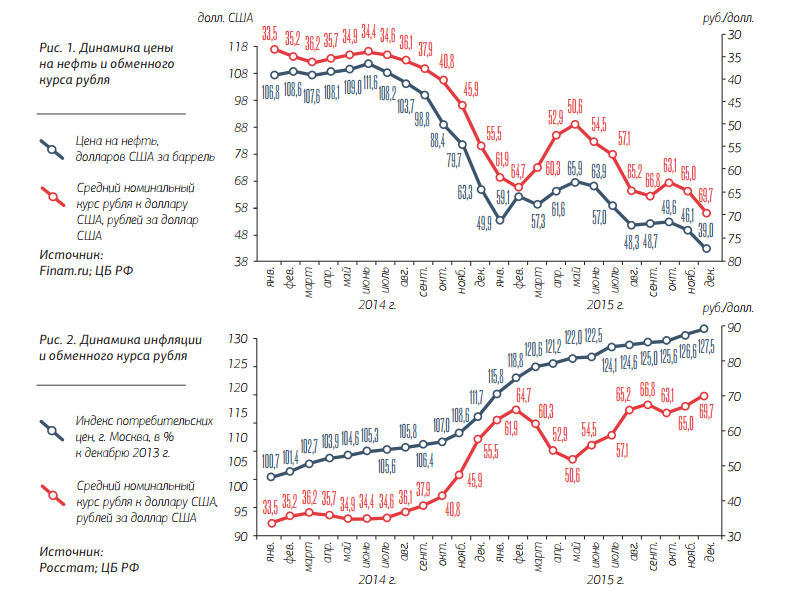 долл. США
руб./долл.
Рис. 1. Динамика цены
на нефть и обменного
курса рубля
Цена на нефть,
долларов США за баррель
Средний номинальный
курс рубля к доллару
США, рублей за доллар
США
Источник:
Finam.ru; ЦБ РФ
118
108
98
88
78
68
58
48
38
33,5 35,2 36,2 35,7 34,9 34,4 34,6 36,1 37,9 40,8 45,9 55,5 61,9 64,7 60,3 52,9 50,6 54,5 57,1 65,2 66,8 63,1 65,0 69,7
106,8 108,6 107,6 108,1 109,0 111,6 108,2 103,7 98,8 88,4 79,7 63,3 49,9 59,1 57,3 61,6 65,9 63,9 57,0 48,3 48,7 49,6 46,1 39,0
30
35
40
45
50
55
60
65
70
75
80
янв. фев. март апр. май июнь июль авг. сент. окт. нояб. дек. янв. фев. март апр. май июнь июль авг. сент. окт. нояб. дек.
2014 г. 2015 г.
руб./долл.
Рис. 2. Динамика инфляции
и обменного курса рубля
Индекс потребительских
цен, г. Москва, в %
к декабрю 2013 г.
Средний номинальный
курс рубля к доллару США,
рублей за доллар США
Источник:
Росстат; ЦБ РФ
130
125
120
115
110
105
100
95
90
100,7 101,4 102,7 103,9 104,6 105,3 105,6 105,8 106,4 107,0 108,6 111,7 115,8 118,8 120,6 121,2 122,0 122,5 124,1 124,6 125,0 125,6 126,6 127,5
33,5 35,2 36,2 35,7 34,9 34,4 34,6 36,1 37,9 40,8 45,9 55,5 61,9 64,7 60,3 52,9 50,6 54,5 57,1 65,2 66,8 63,1 65,0 69,7
90
80
70
60
50
40
30
янв. фев. март апр. май июнь июль авг. сент. окт. нояб. дек. янв. фев. март апр. май июнь июль авг. сент. окт. нояб. дек.
2014 г. 2015 г.